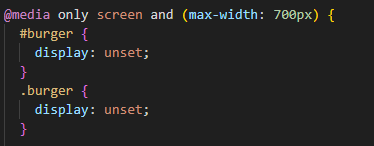 @media only screen and (max-width: 700px) {
  #burger {
    display: unset;
  }
  .burger {
    display: unset;
  }